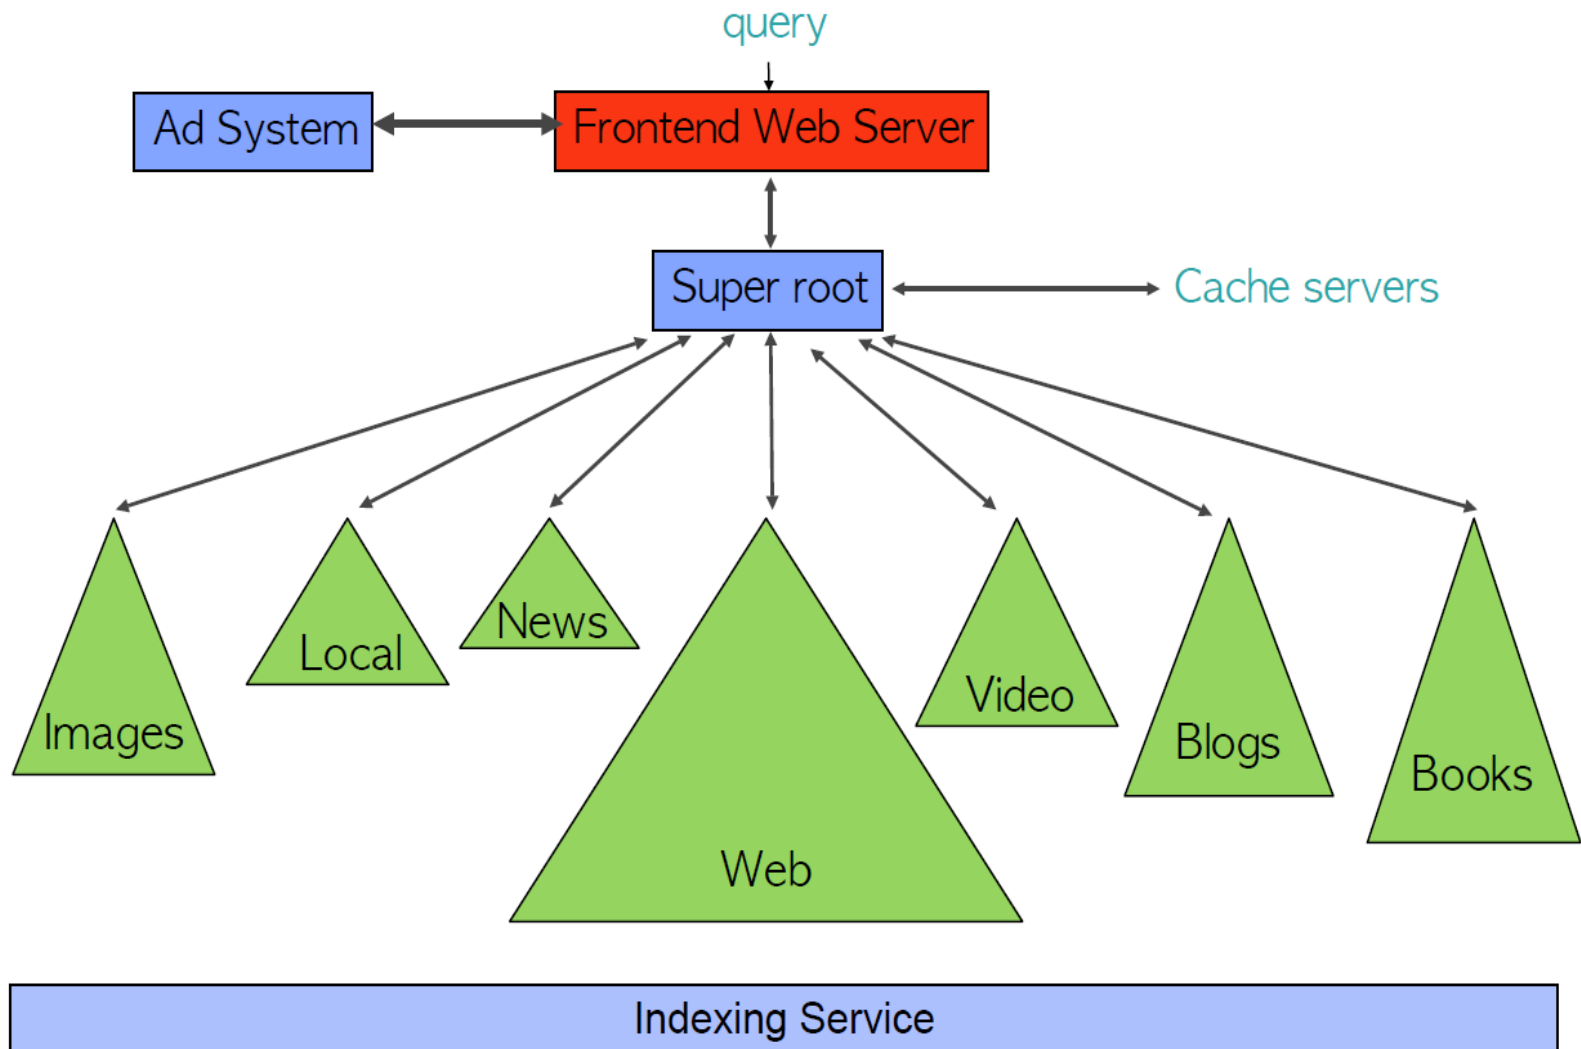 query
Ad System
Frontend Web Server
Super root
Cache servers
Images
Local
News
Web
Video
Blogs
Books
Indexing Service